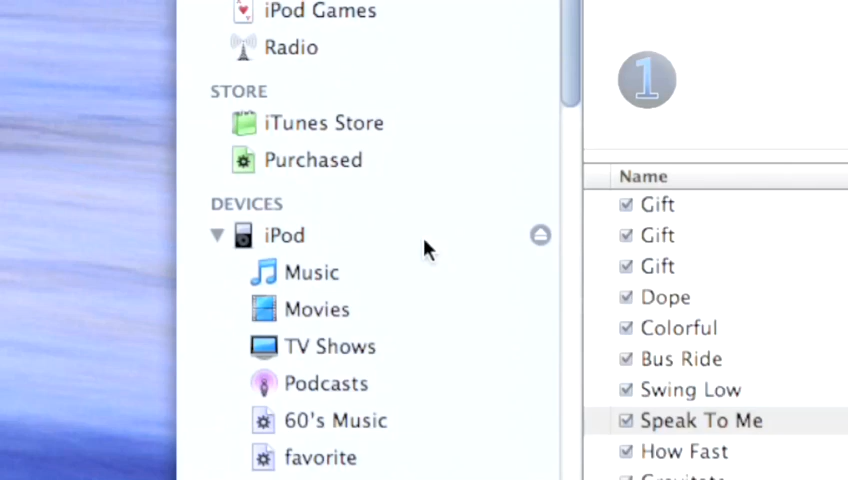 iPod Games
Radio
STORE
iTunes Store
Purchased
DEVICES
iPod
Music
Movies
TV Shows
Podcasts
60's Music
favorite
1
Name
Gift
Gift
Gift
Dope
Colorful
Bus Ride
Swing Low
Speak To Me
How Fast